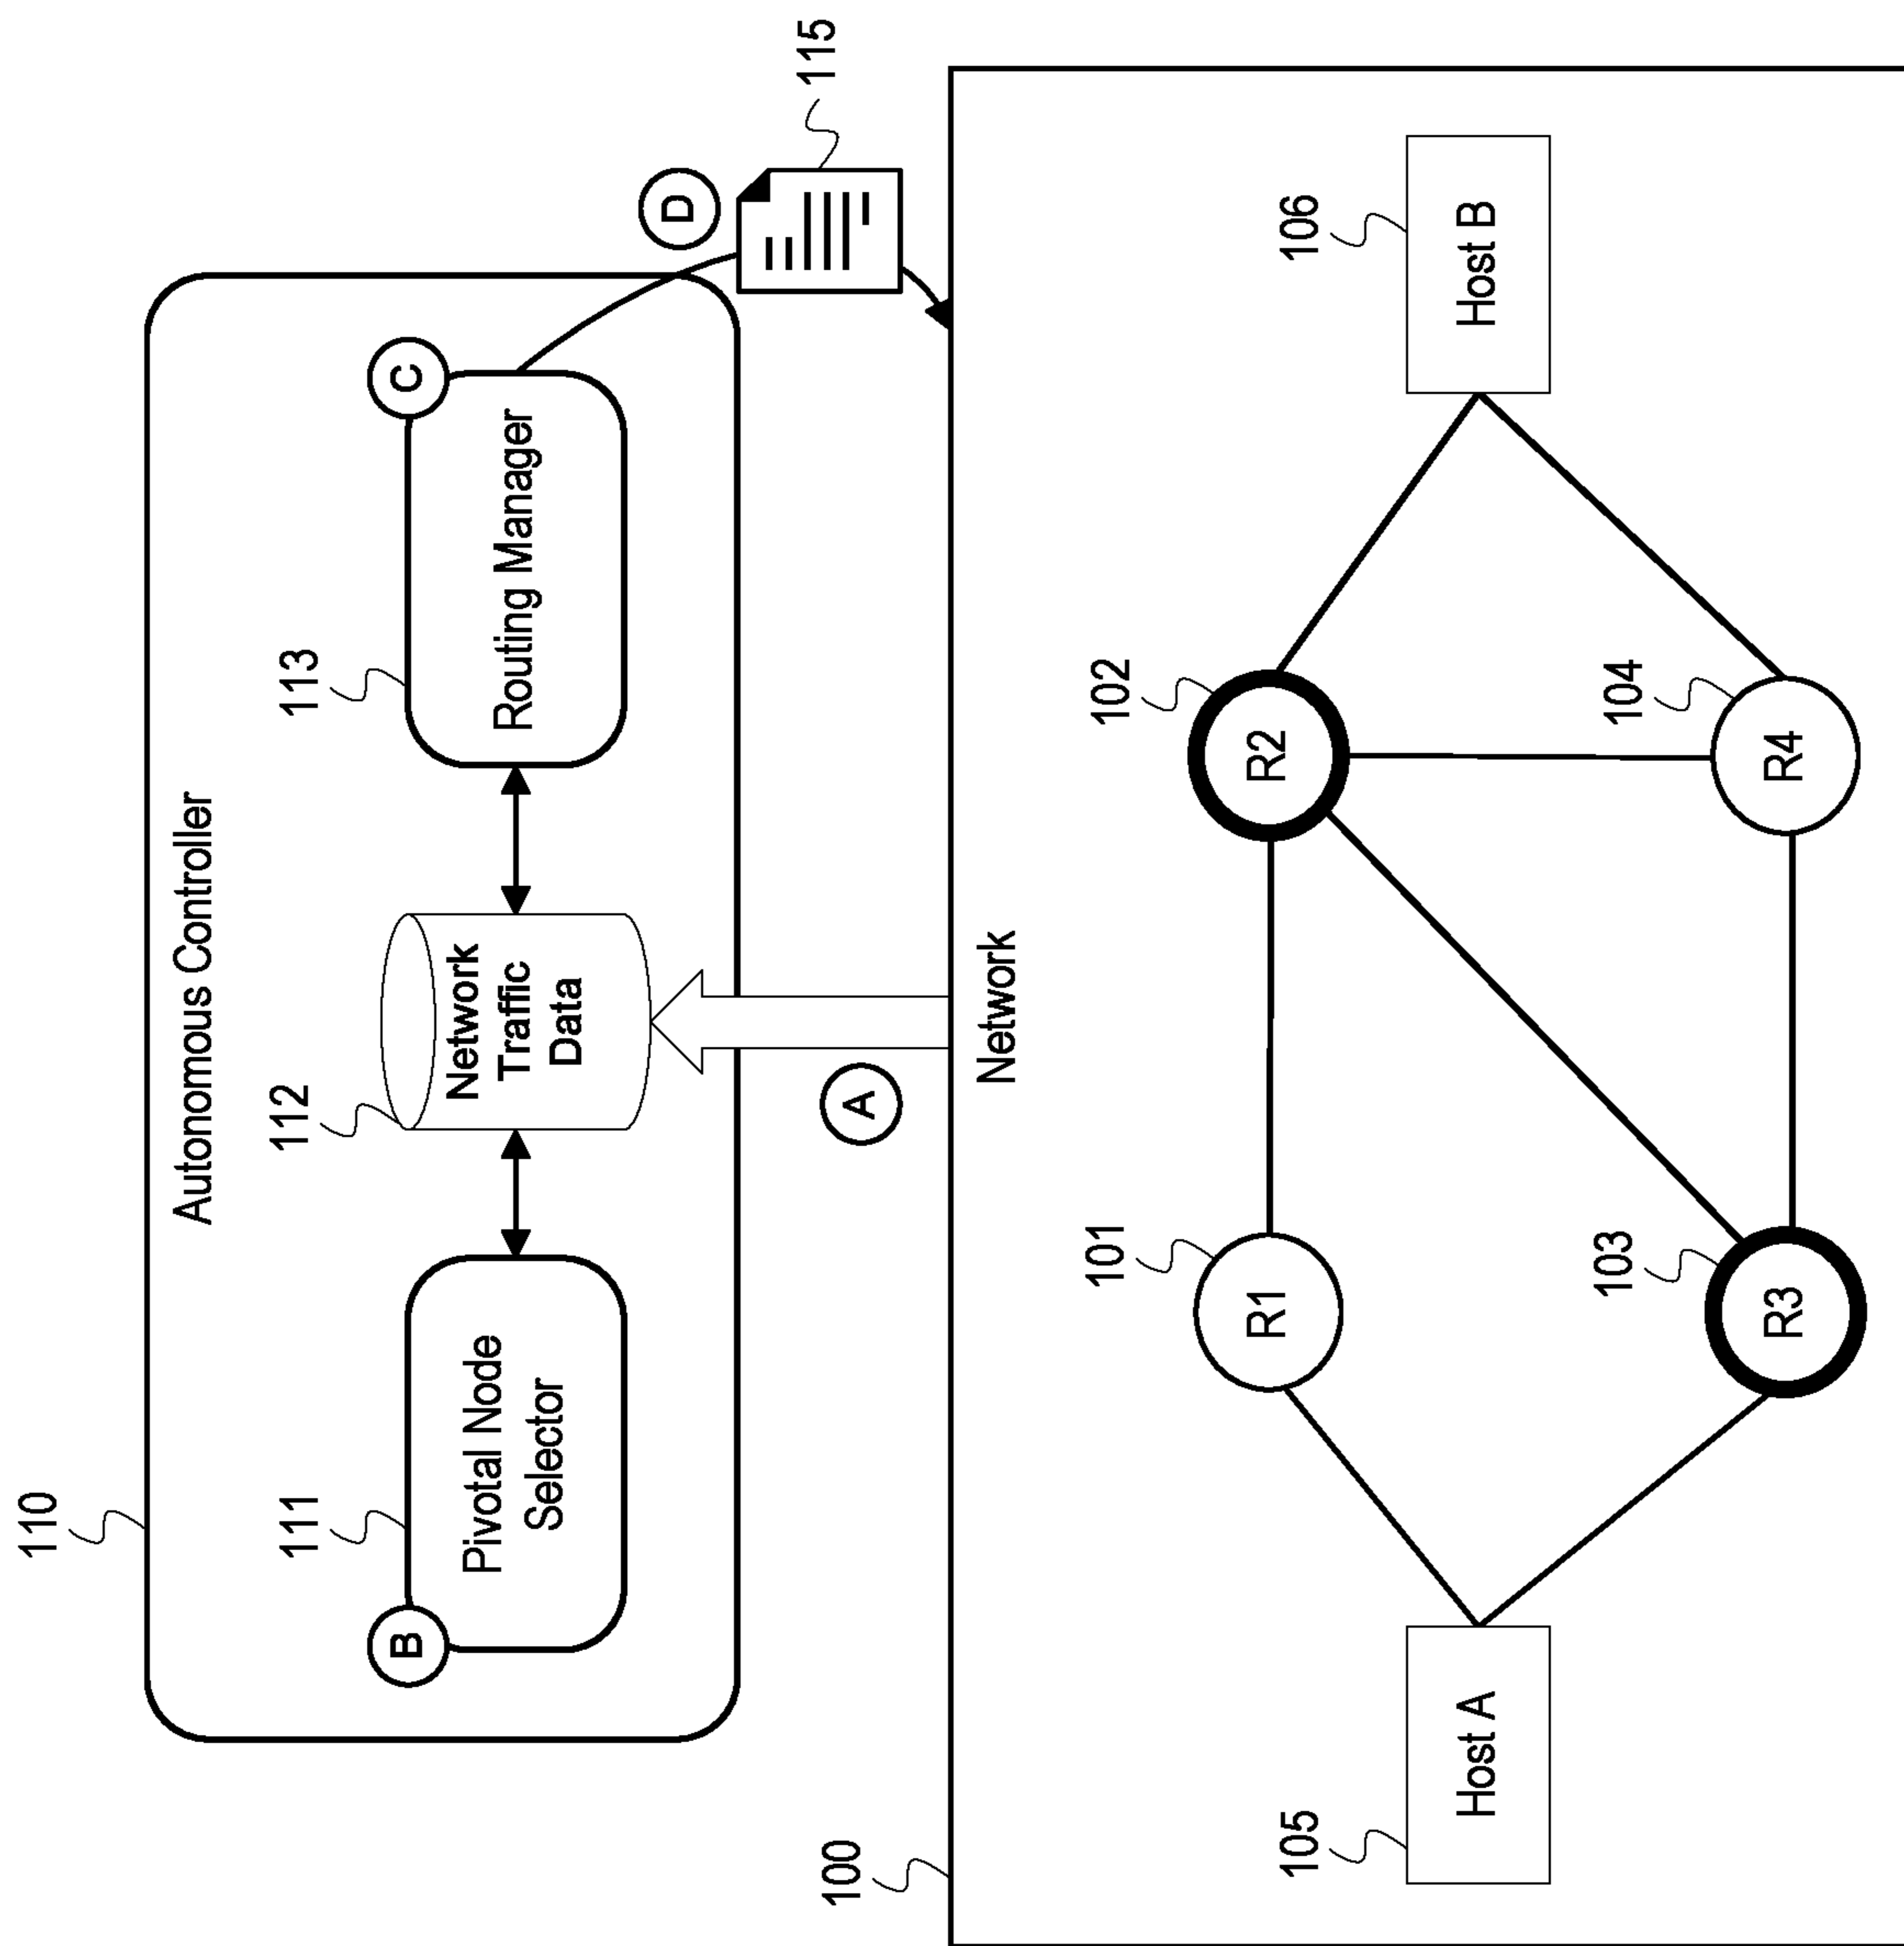 110
Autonomous Controller
111
112
113
B
C
Pivotal Node
Selector
Network
Traffic
Data
Routing Manager
D
115
A
100
Network
101
102
R1
R2
105
106
Host A
Host B
103
104
R3
R4